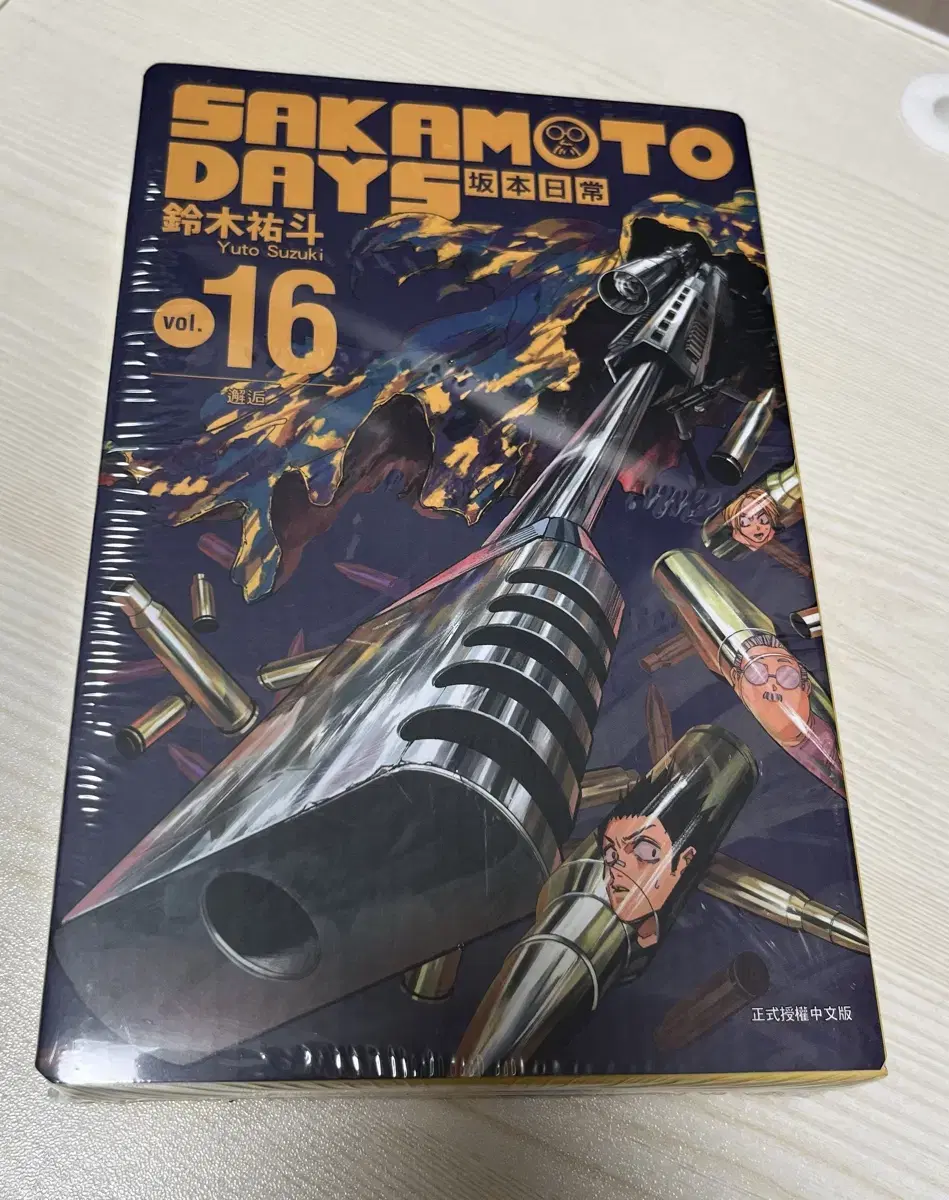 SAKAMOTO
DAYS 坂本日常
鈴木祐斗
Yuto Suzuki
vol. 16
邂逅
正式授權中文版